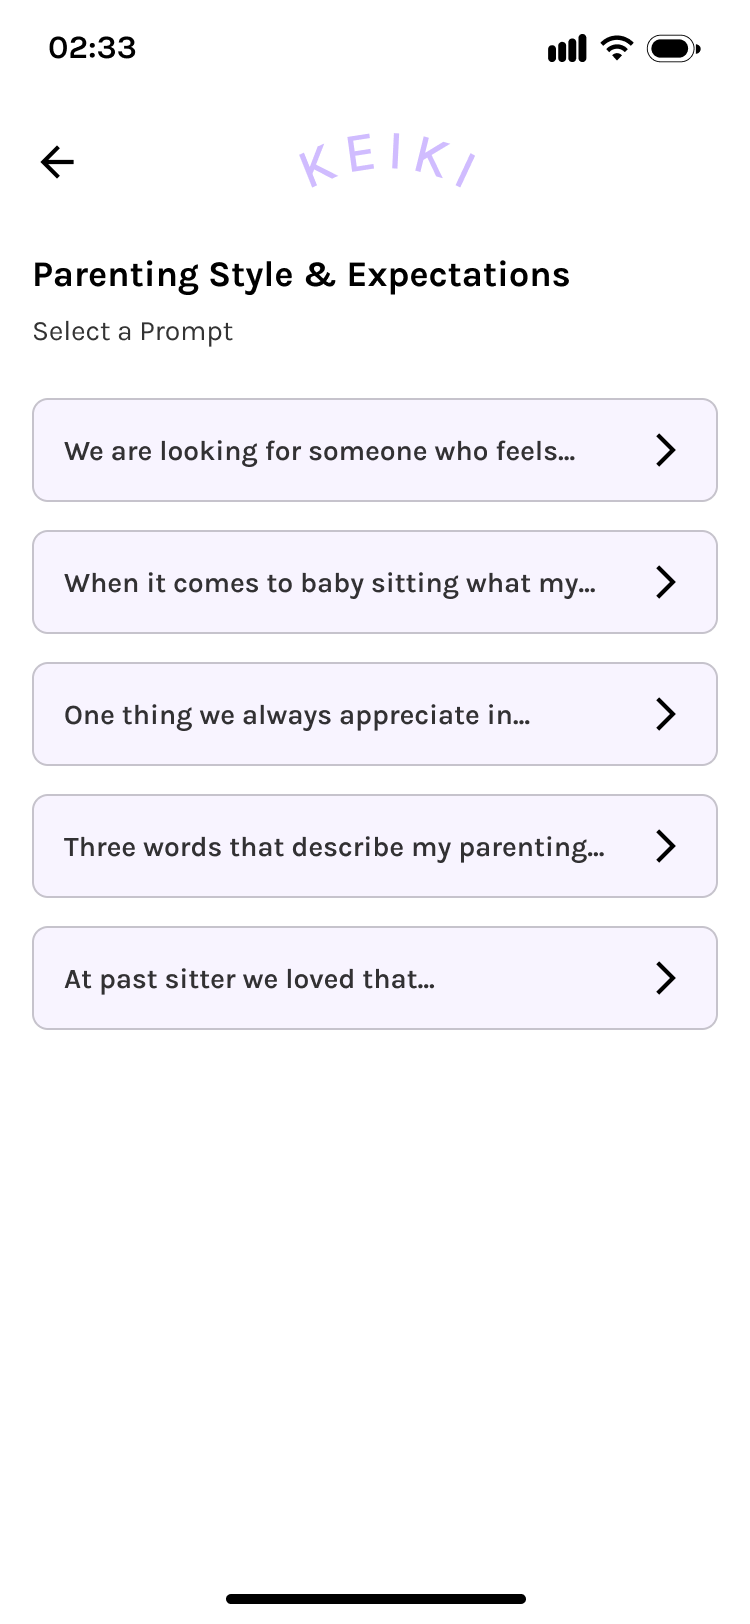 02:33
KEIKI
Parenting Style & Expectations
Select a Prompt
We are looking for someone who feels...
When it comes to baby sitting what my...
One thing we always appreciate in...
Three words that describe my parenting...
At past sitter we loved that...